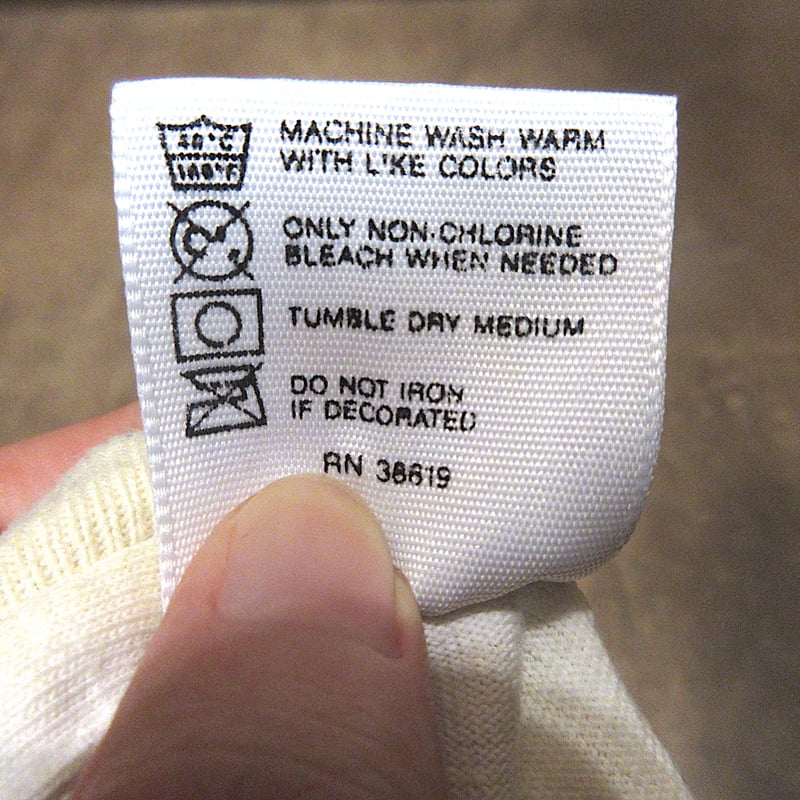 40°C
MACHINE WASH WARM
WITH LIKE COLORS
ONLY NON-CHLORINE
BLEACH WHEN NEEDED
TUMBLE DRY MEDIUM
DO NOT IRON
IF DECORATED
RN 38619